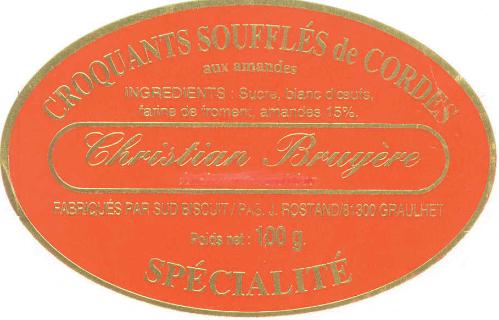 CROQUANTS SOUFFLÉS de CORDES
aux amandes
INGREDIENTS : Sucre, blanc d'œufs,
farine de froment, amandes 15%.
Christian Bruyère
FABRIQUÉS PAR SUD BISCUIT / PAS. J. ROSTAND/81300 GRAULHET
Poids net : 100 g.
SPÉCIALITÉ